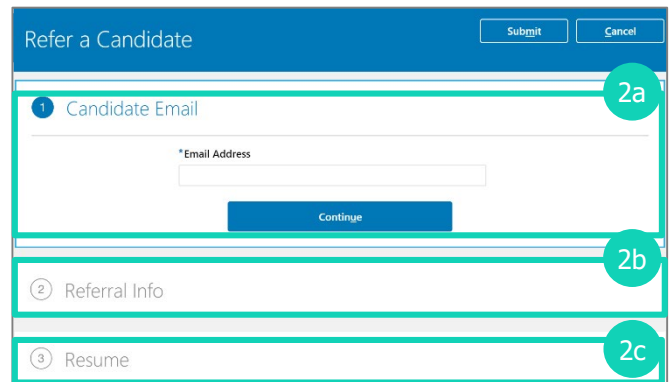 Refer a Candidate
Submit
Cancel
2a
1 Candidate Email
*Email Address
Continue
2b
2 Referral Info
2c
3 Resume